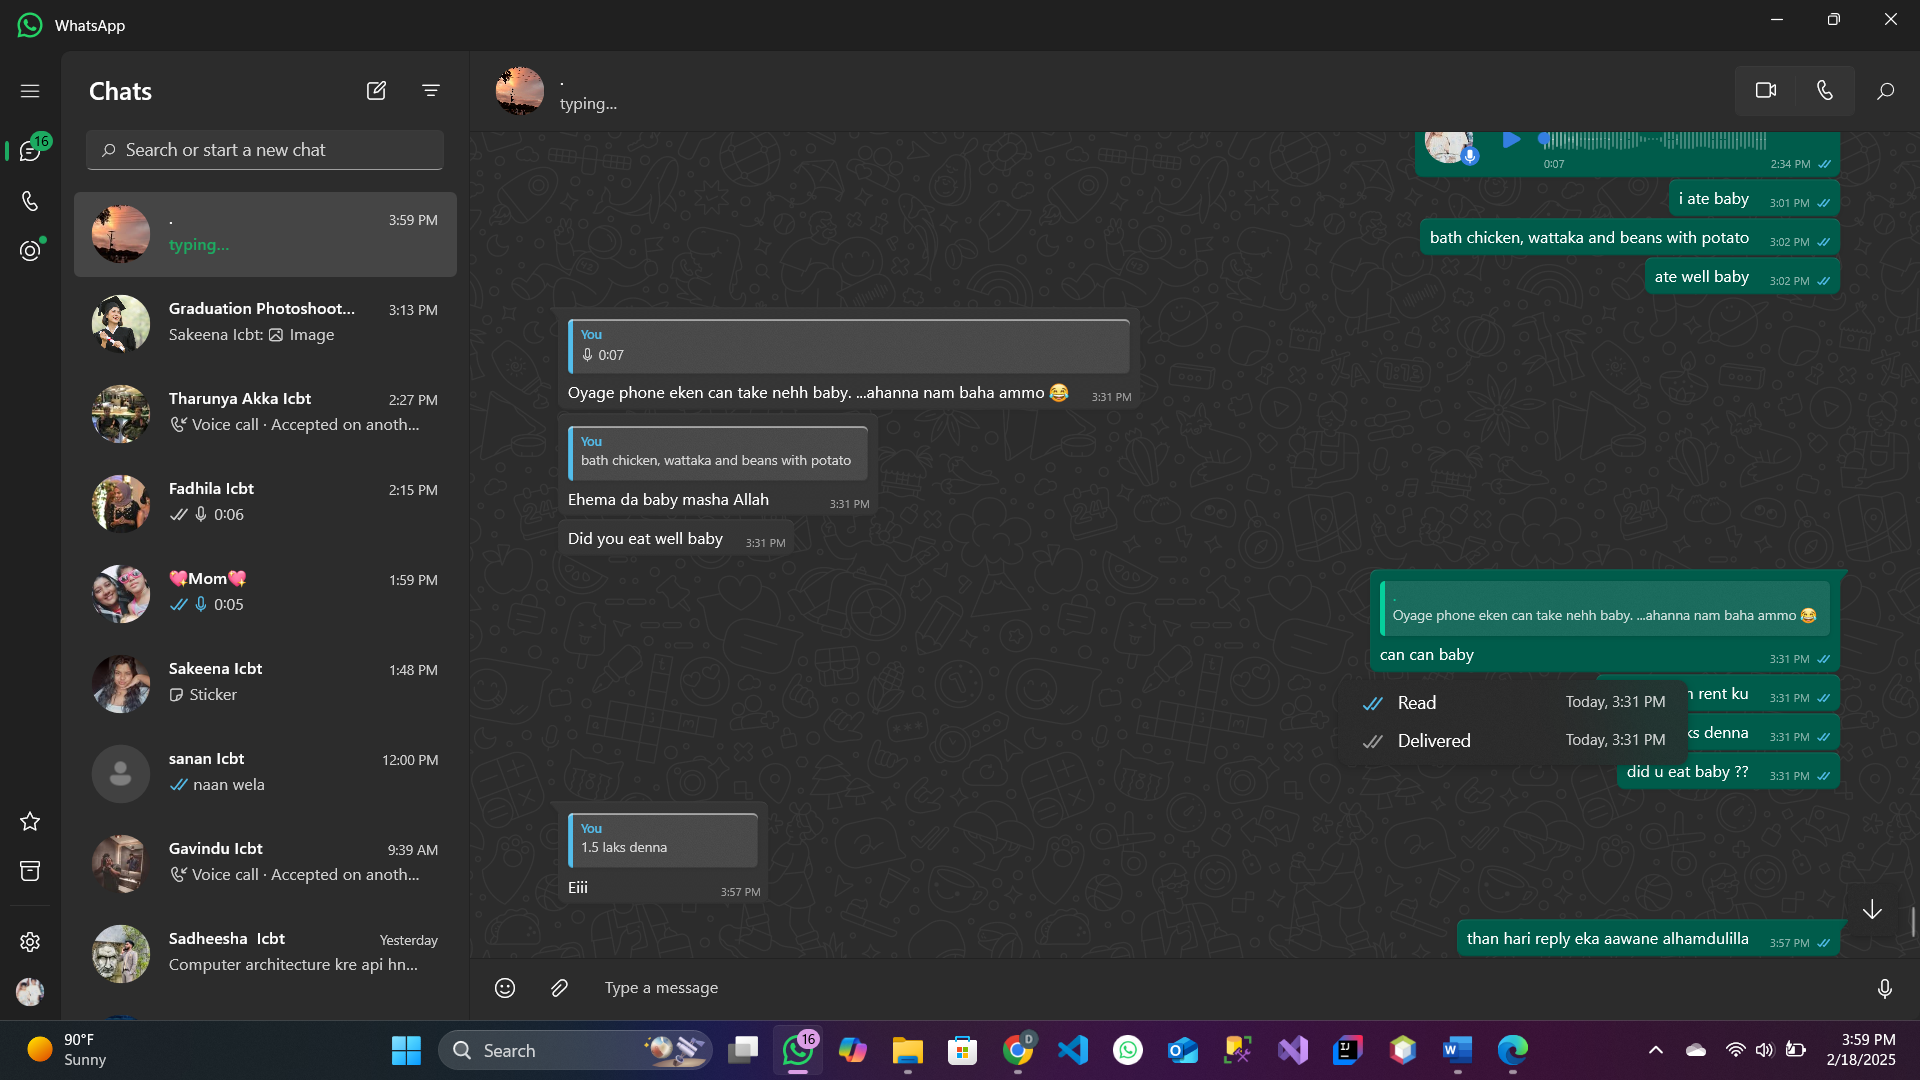 WhatsApp
Chats
16
Search or start a new chat
.
3:59 PM
typing...
Graduation Photoshoot...
3:13 PM
Sakeena Icbt: Image
Tharunya Akka Icbt
2:27 PM
Voice call · Accepted on anoth...
Fadhila Icbt
2:15 PM
0:06
💖Mom💖
1:59 PM
0:05
Sakeena Icbt
1:48 PM
Sticker
sanan Icbt
12:00 PM
naan wela
Gavindu Icbt
9:39 AM
Voice call · Accepted on anoth...
Sadheesha Icbt
Yesterday
Computer architecture kre api hn...
.
typing...
0:07
2:34 PM
i ate baby 3:01 PM
bath chicken, wattaka and beans with potato 3:02 PM
ate well baby 3:02 PM
You
0:07
Oyage phone eken can take nehh baby. ...ahanna nam baha ammo 😂 3:31 PM
You
bath chicken, wattaka and beans with potato
Ehema da baby masha Allah 3:31 PM
Did you eat well baby 3:31 PM
.
Oyage phone eken can take nehh baby. ...ahanna nam baha ammo 😂
can can baby 3:31 PM
rent ku 3:31 PM
Read Today, 3:31 PM
denna 3:31 PM
Delivered Today, 3:31 PM
did u eat baby ?? 3:31 PM
You
1.5 laks denna
Eiii 3:57 PM
than hari reply eka aawane alhamdulilla 3:57 PM
Type a message
90°F
Sunny
Search
16
D
3:59 PM
2/18/2025